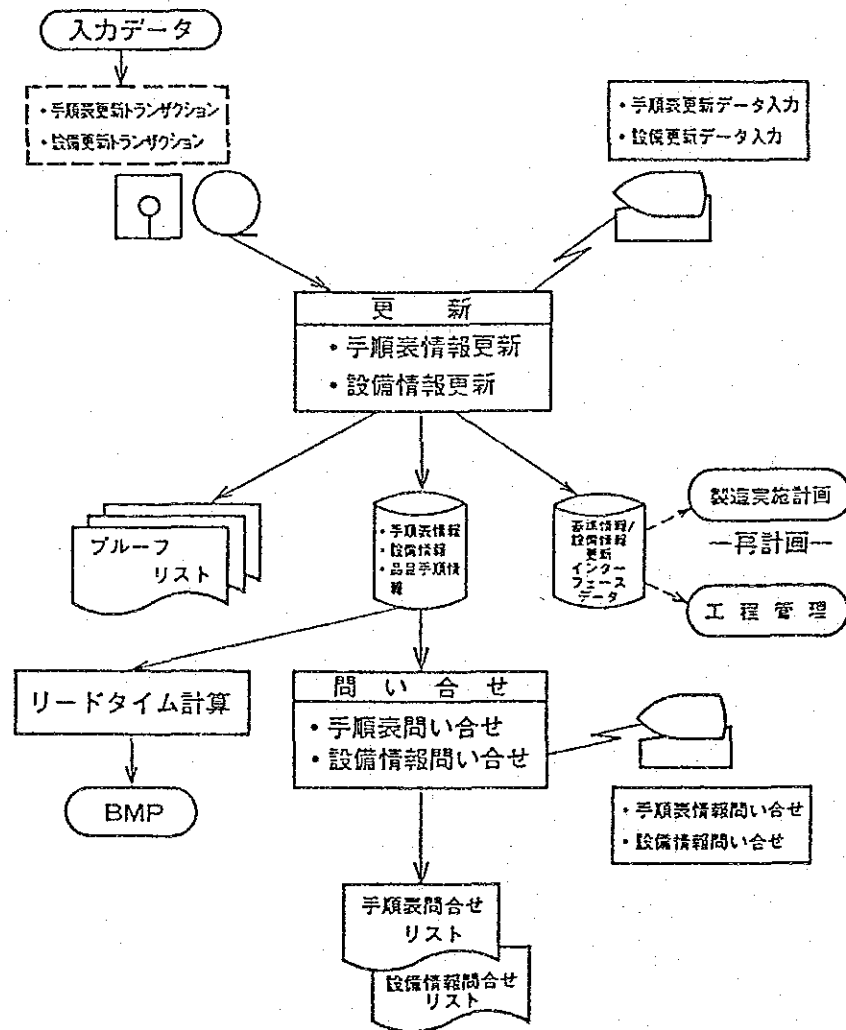 入力データ
・手順表更新トランザクション
・設備更新トランザクション
・手順表更新データ入力
・設備更新データ入力
更 新
・手順表情報更新
・設備情報更新
プルーフ
リスト
・手順表情報
・設備情報
・品目手順情
報
基準情報/
設備情報
更新
インター
フェース
データ
製造実施計画
―再計画―
工程管理
リードタイム計算
BMP
問い合せ
・手順表問い合せ
・設備情報問い合せ
・手順表情報問い合せ
・設備情報問い合せ
手順表問合せ
リスト
設備情報問合せ
リスト